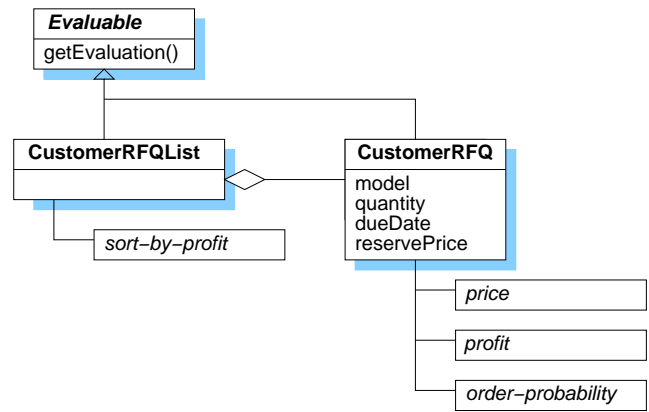 Evaluable
getEvaluation()
CustomerRFQList
CustomerRFQ
model
quantity
dueDate
reservePrice
sort−by−profit
price
profit
order−probability